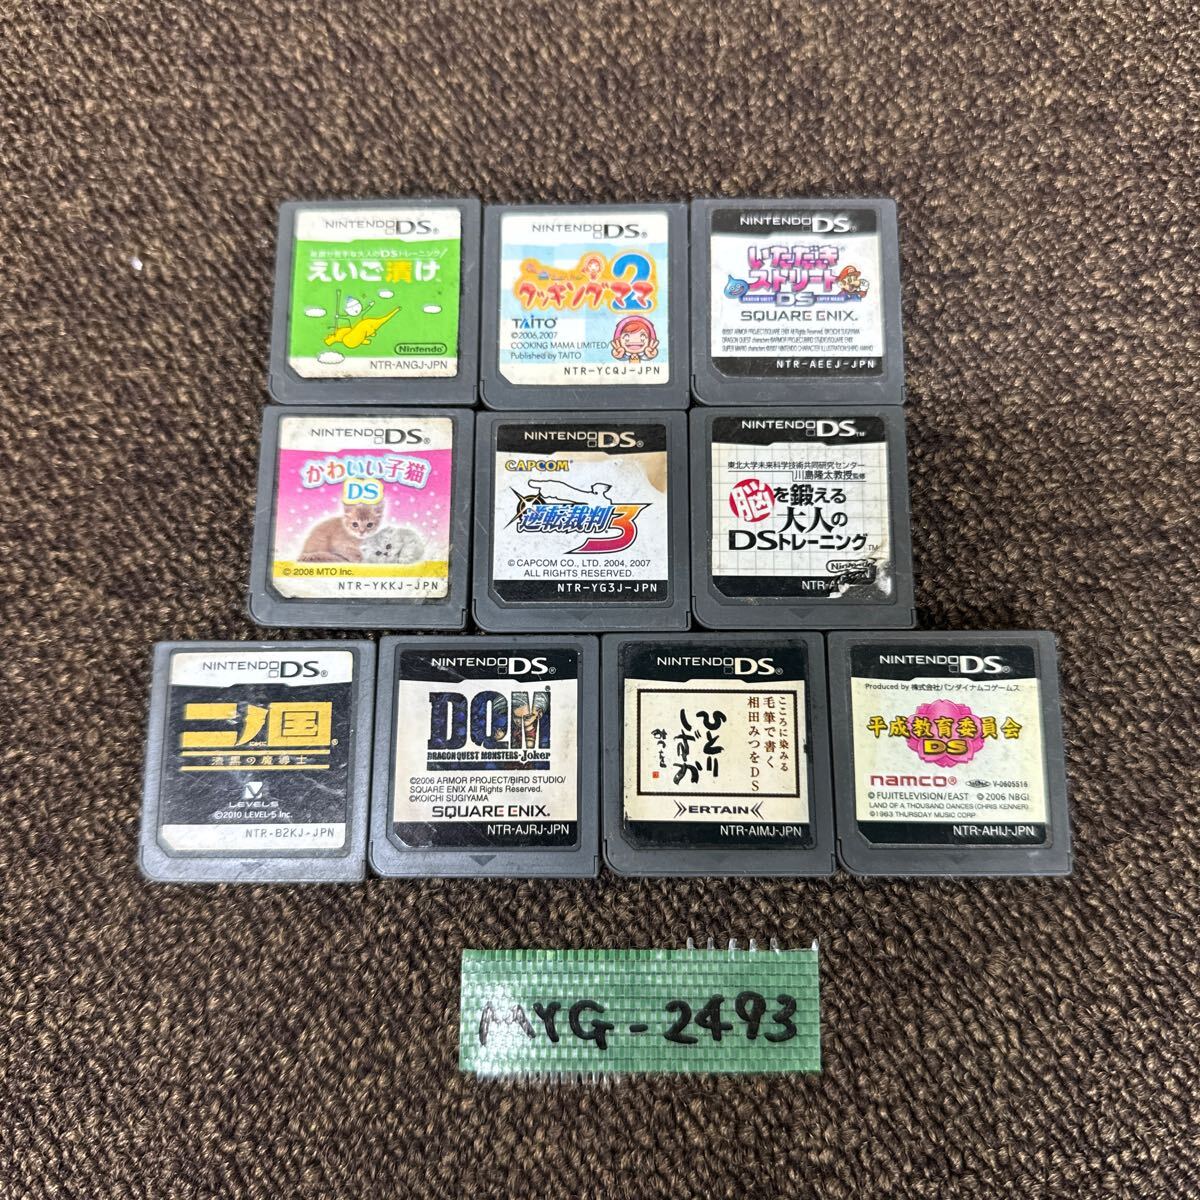 NINTENDO DS®
英語が苦手な大人のDSトレーニング
えいご漬け
Nintendo
NTR-ANGJ-JPN
NINTENDO DS®
クッキングママ2
TAITO
©2006,2007
COOKING MAMA LIMITED/
Published by TAITO
NTR-YCQJ-JPN
NINTENDO DS®
いただき
ストリート
DS
DRAGON QUEST SUPER MARIO
SQUARE ENIX
NTR-AEEJ-JPN
NINTENDO DS®
かわいい子猫
DS
© 2008 MTO Inc.
NTR-YKKJ-JPN
NINTENDO DS®
CAPCOM
逆転裁判3
© CAPCOM CO., LTD. 2004, 2007
ALL RIGHTS RESERVED.
NTR-YG3J-JPN
NINTENDO DS™
東北大学未来科学技術共同研究センター
川島隆太教授監修
脳を鍛える
大人の
DSトレーニング™
Nintendo
NTR-A
NINTENDO DS®
二ノ国®
漆黒の魔導士
LEVEL5
©2010 LEVEL-5 Inc.
NTR-B2KJ-JPN
NINTENDO DS®
DQM®
DRAGON QUEST MONSTERS-Joker
©2006 ARMOR PROJECT/BIRD STUDIO/
SQUARE ENIX All Rights Reserved.
©KOICHI SUGIYAMA
SQUARE ENIX
NTR-AJRJ-JPN
NINTENDO DS®
こころに染みる
毛筆で書く
相田みつをDS
ひとり
しずか
みつを
ERTAIN
NTR-AIMJ-JPN
NINTENDO DS®
Produced by 株式会社バンダイナムコゲームス
平成教育委員会
DS
namco® V-0605516
© FUJITELEVISION/EAST © 2006 NBGI
LAND OF A THOUSAND DANCES (CHRIS KENNER)
©1963 THURSDAY MUSIC CORP
NTR-AHIJ-JPN
MYG-2493